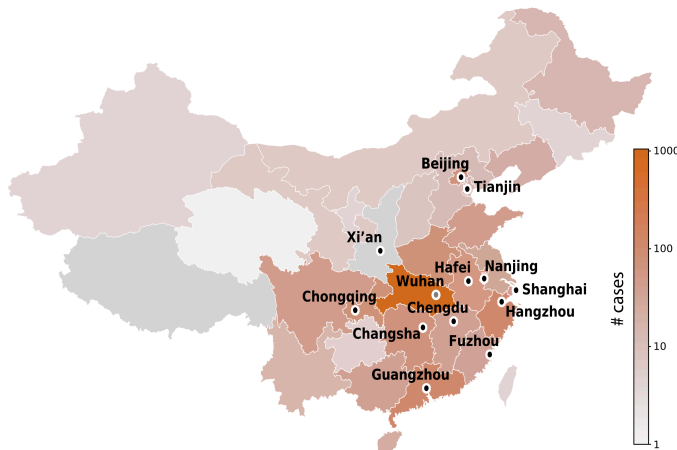 Beijing
Tianjin
Xi’an
Hafei
Nanjing
Wuhan
Shanghai
Chongqing
Chengdu
Hangzhou
Changsha
Fuzhou
Guangzhou
1000
100
10
1
# cases